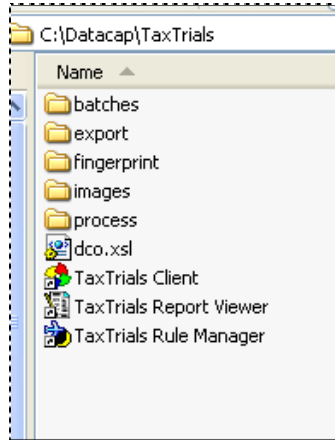 C:\Datacap\TaxTrials
Name
batches
export
fingerprint
images
process
dco.xsl
TaxTrials Client
TaxTrials Report Viewer
TaxTrials Rule Manager